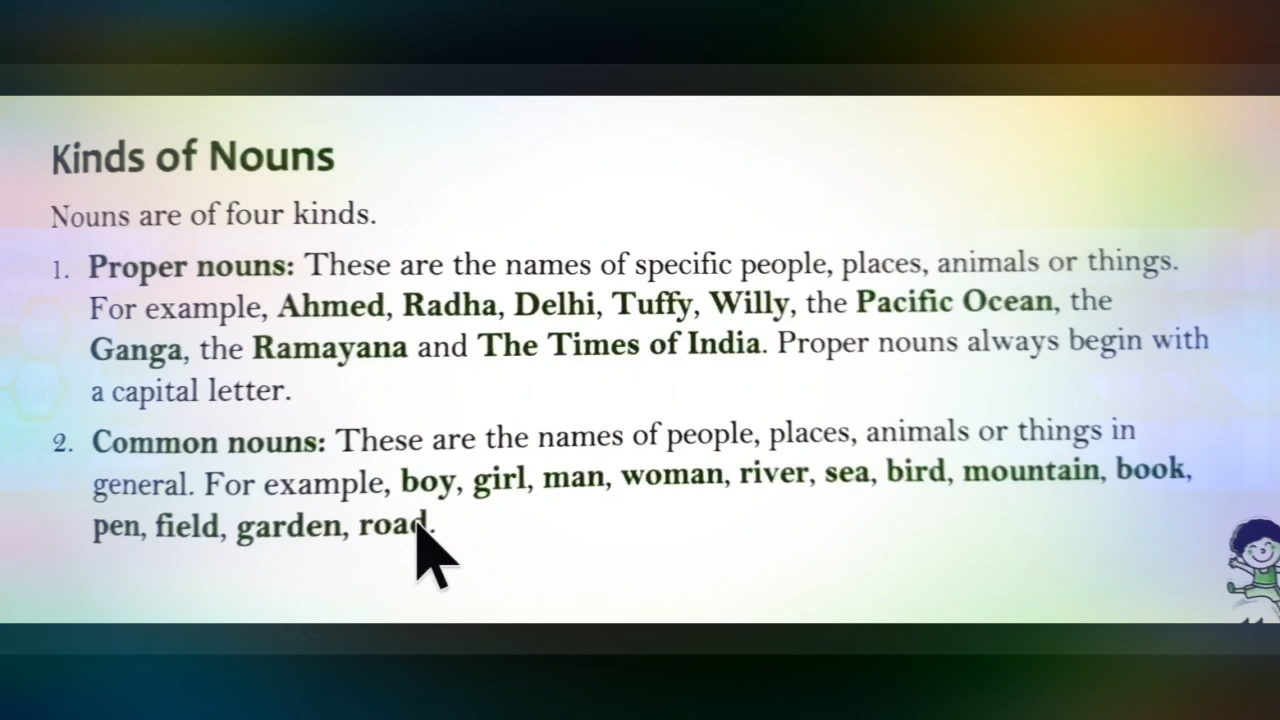 Kinds of Nouns
Nouns are of four kinds.
1. Proper nouns: These are the names of specific people, places, animals or things.
For example, Ahmed, Radha, Delhi, Tuffy, Willy, the Pacific Ocean, the
Ganga, the Ramayana and The Times of India. Proper nouns always begin with
a capital letter.
2. Common nouns: These are the names of people, places, animals or things in
general. For example, boy, girl, man, woman, river, sea, bird, mountain, book,
pen, field, garden, road.